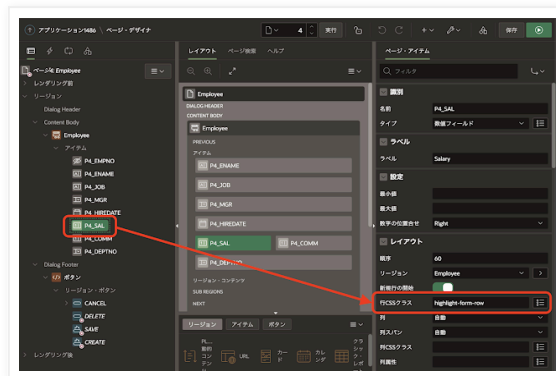 アプリケーション1486 \ ページ・デザイナ
4
実行
保存
レイアウト ページ検索 ヘルプ
ページ・アイテム
ページ4: Employee
レンダリング前
リージョン
Dialog Header
Content Body
Employee
アイテム
P4_EMPNO
P4_ENAME
P4_JOB
P4_MGR
P4_HIREDATE
P4_SAL
P4_COMM
P4_DEPTNO
Dialog Footer
ボタン
リージョン・ボタン
CANCEL
DELETE
SAVE
CREATE
レンダリング後
Employee
DIALOG HEADER
CONTENT BODY
Employee
PREVIOUS
アイテム
P4_ENAME
P4_JOB
P4_MGR
P4_HIREDATE
P4_SAL
P4_COMM
P4_DEPTNO
リージョン・コンテンツ
SUB REGIONS
NEXT
リージョン アイテム ボタン
URL
カード
カレンダ
フィルタ
識別
名前 P4_SAL
タイプ 数値フィールド
ラベル
ラベル Salary
設定
最小値
最大値
数字の位置合せ Right
レイアウト
順序 60
リージョン Employee
新規行の開始
行CSSクラス highlight-form-row
列 自動
列スパン 自動
列CSSクラス
列属性